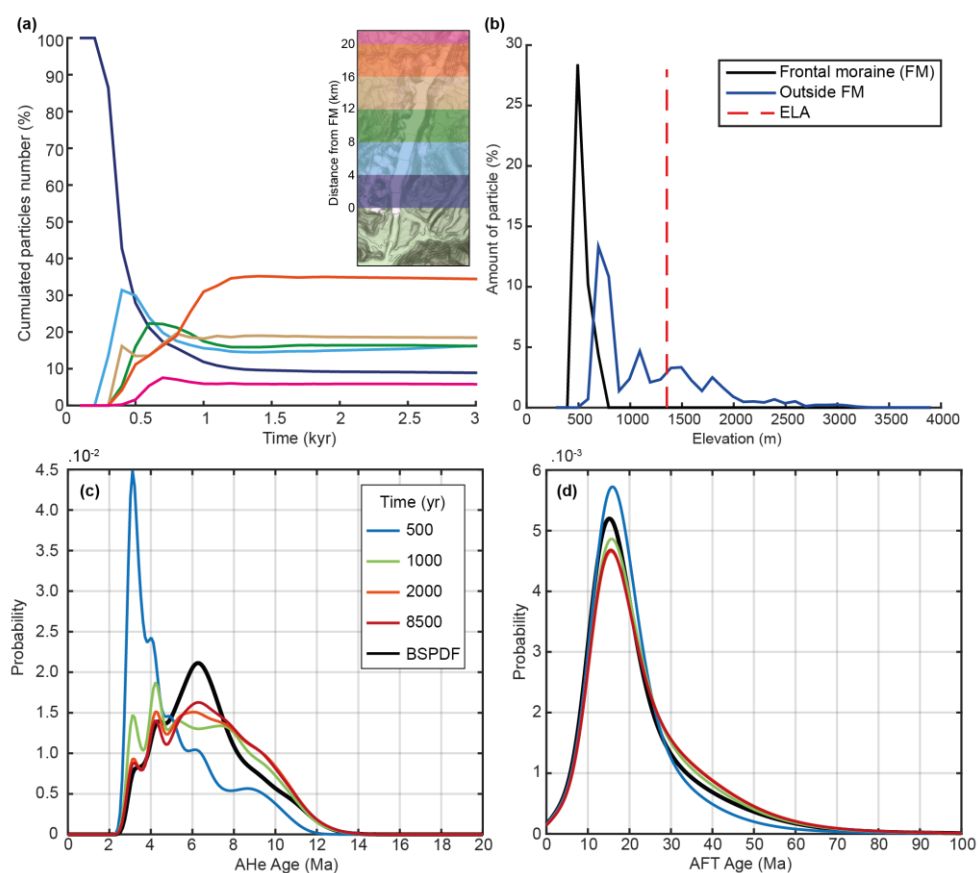 (a)
100
90
80
70
60
50
40
30
20
10
0
Cumulated particles number (%)
0 0.5 1 1.5 2 2.5 3
Time (kyr)
20
16
12
8
4
0
Distance from FM (km)
(b)
30
25
20
15
10
5
0
Amount of particle (%)
Frontal moraine (FM)
Outside FM
ELA
0 500 1000 1500 2000 2500 3000 3500 4000
Elevation (m)
.10⁻²
(c)
4.5
4.0
3.5
3.0
2.5
2.0
1.5
1.0
0.5
0
Probability
Time (yr)
500
1000
2000
8500
BSPDF
0 2 4 6 8 10 12 14 16 18 20
AHe Age (Ma)
.10⁻³
(d)
6
5
4
3
2
1
0
Probability
0 10 20 30 40 50 60 70 80 90 100
AFT Age (Ma)